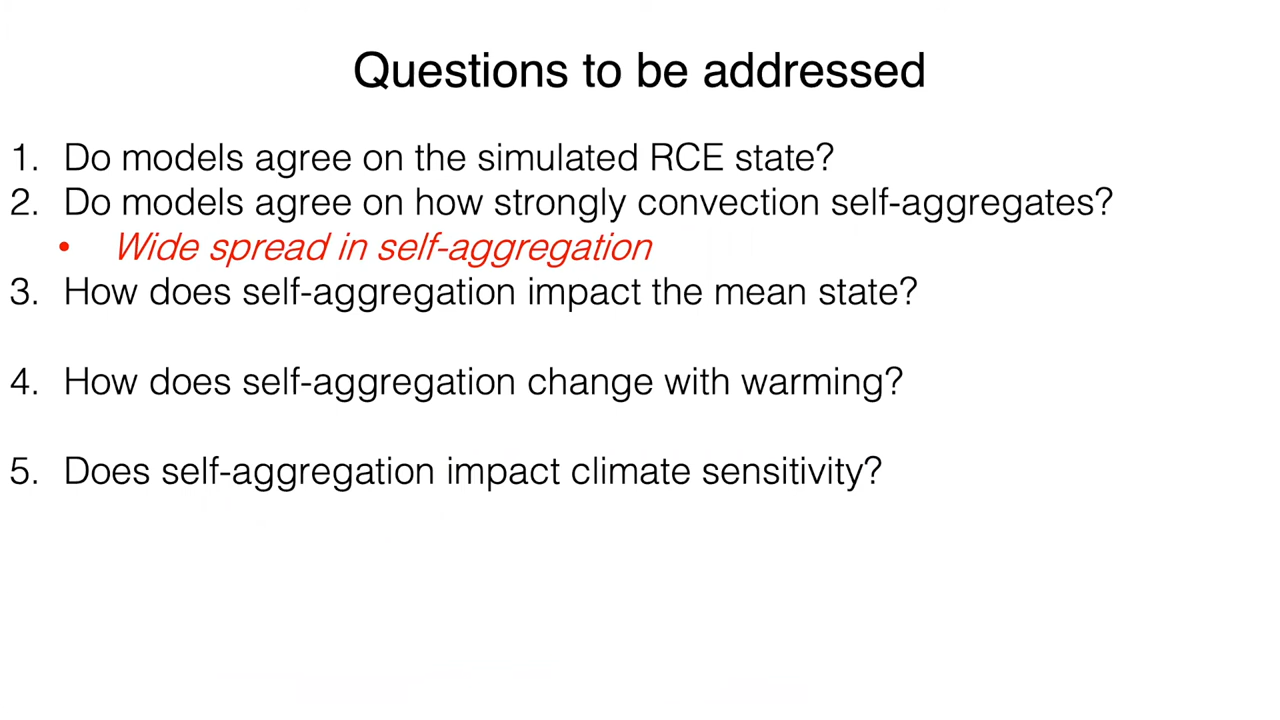 Questions to be addressed
1. Do models agree on the simulated RCE state?
2. Do models agree on how strongly convection self-aggregates?
• Wide spread in self-aggregation
3. How does self-aggregation impact the mean state?
4. How does self-aggregation change with warming?
5. Does self-aggregation impact climate sensitivity?